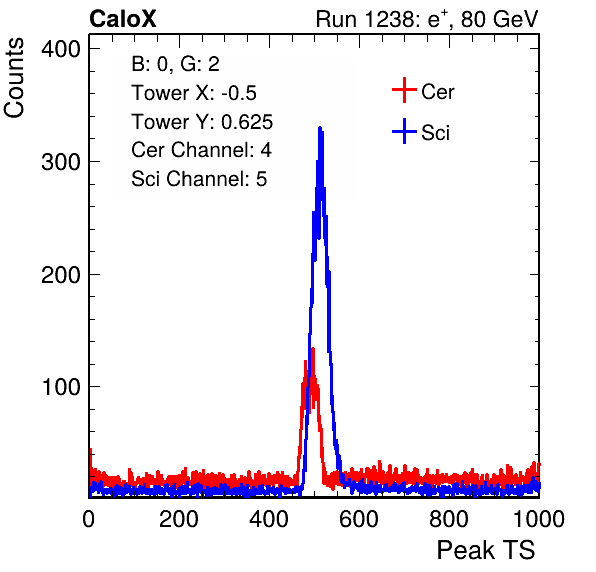 CaloX Run 1238: e⁺, 80 GeV
Counts
B: 0, G: 2
Tower X: -0.5
Tower Y: 0.625
Cer Channel: 4
Sci Channel: 5
Cer
Sci
400
300
200
100
0 200 400 600 800 1000
Peak TS